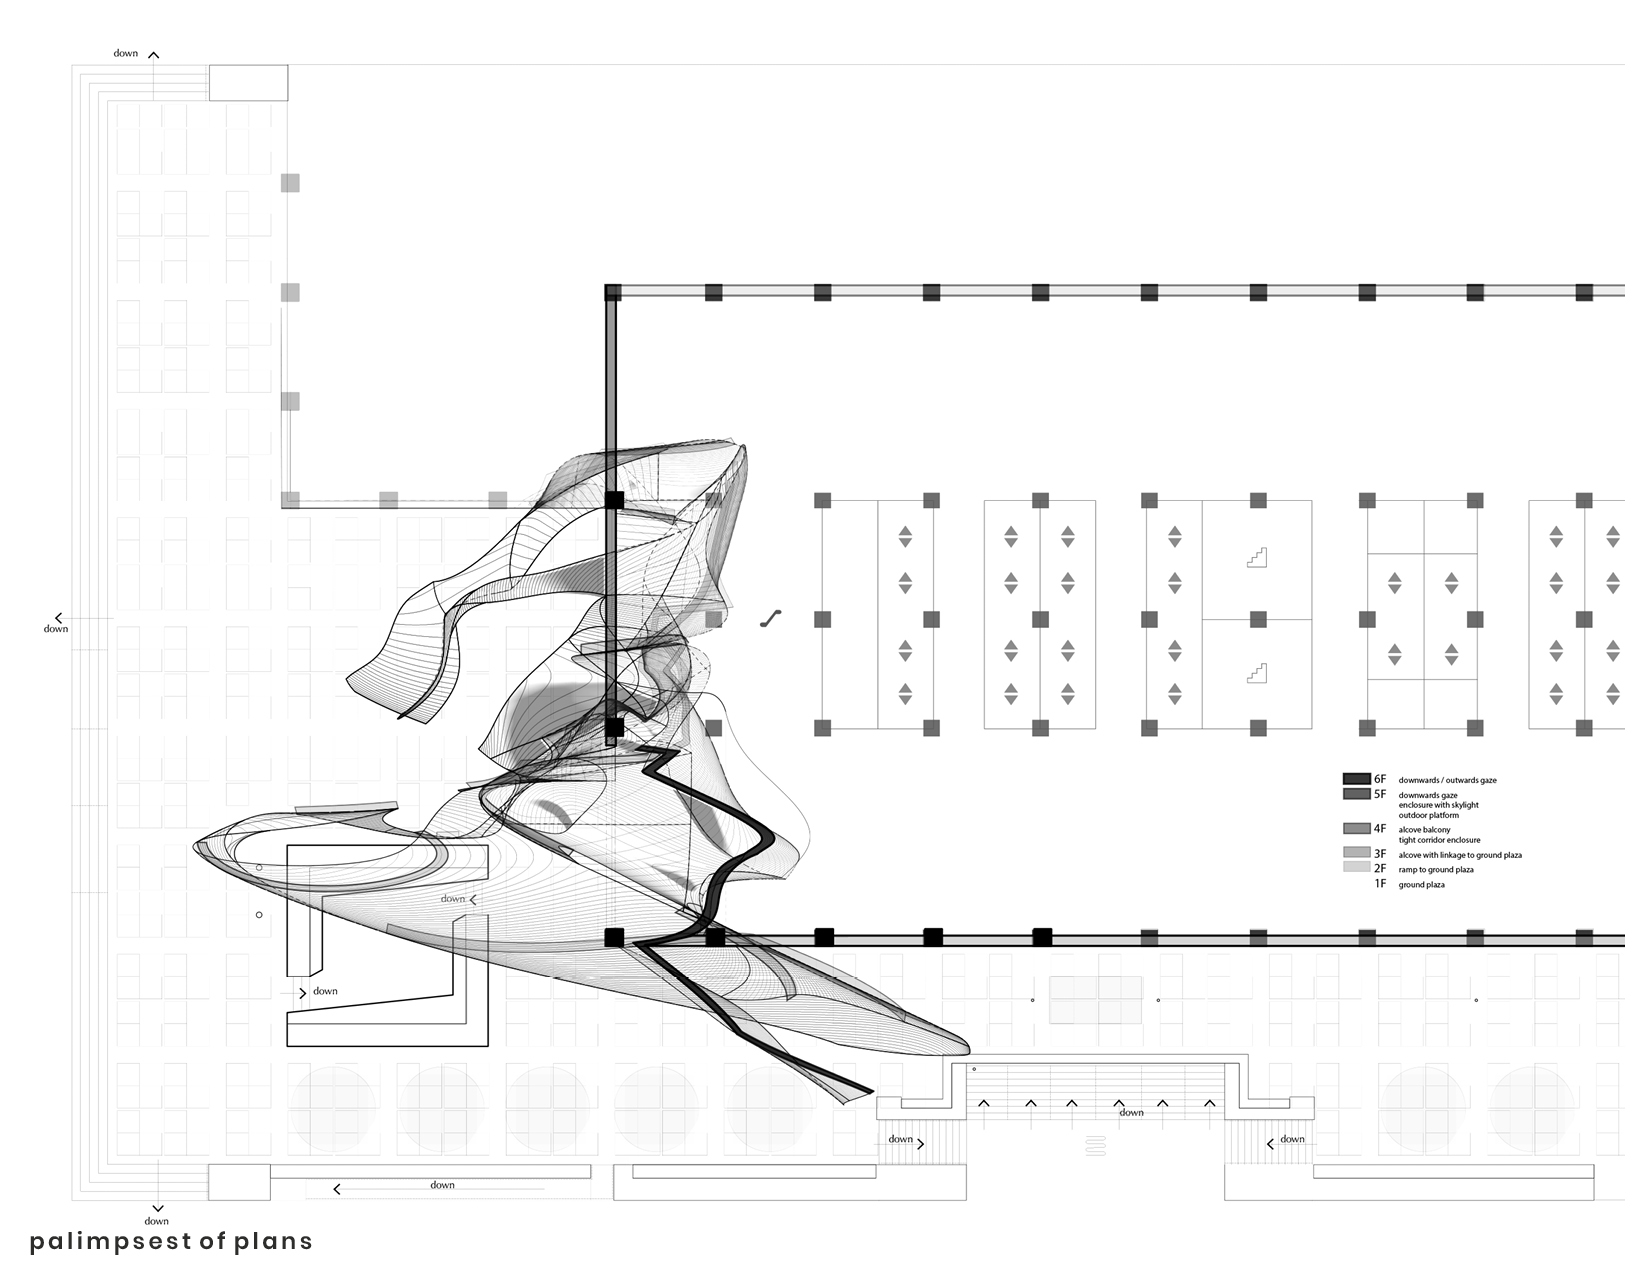 down
down
6F downwards / outwards gaze
5F downwards gaze
enclosure with skylight
outdoor platform
4F alcove balcony
tight corridor enclosure
3F alcove with linkage to ground plaza
2F ramp to ground plaza
1F ground plaza
down
down
down
down
down
down
down
palimpsest of plans